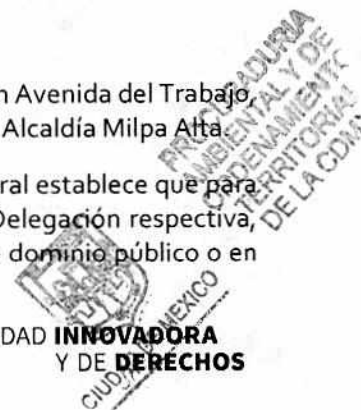 n Avenida del Trabajo,
Alcaldía Milpa Alta.
ral establece que para
Delegación respectiva,
dominio público o en
DAD INNOVADORA
Y DE DERECHOS
PROCURADURIA
AMBIENTAL Y DE
ORDENAMIENTO
TERRITORIAL
DE LA CDMX
CIUDAD DE MEXICO